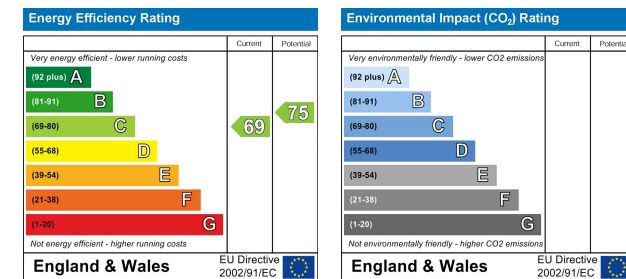 Energy Efficiency Rating
Current Potential
Very energy efficient - lower running costs
(92 plus) A
(81-91) B
(69-80) C
(55-68) D
(39-54) E
(21-38) F
(1-20) G
69
75
Not energy efficient - higher running costs
England & Wales
EU Directive
2002/91/EC
Environmental Impact (CO₂) Rating
Current Potential
Very environmentally friendly - lower CO2 emissions
(92 plus) A
(81-91) B
(69-80) C
(55-68) D
(39-54) E
(21-38) F
(1-20) G
Not environmentally friendly - higher CO2 emissions
England & Wales
EU Directive
2002/91/EC